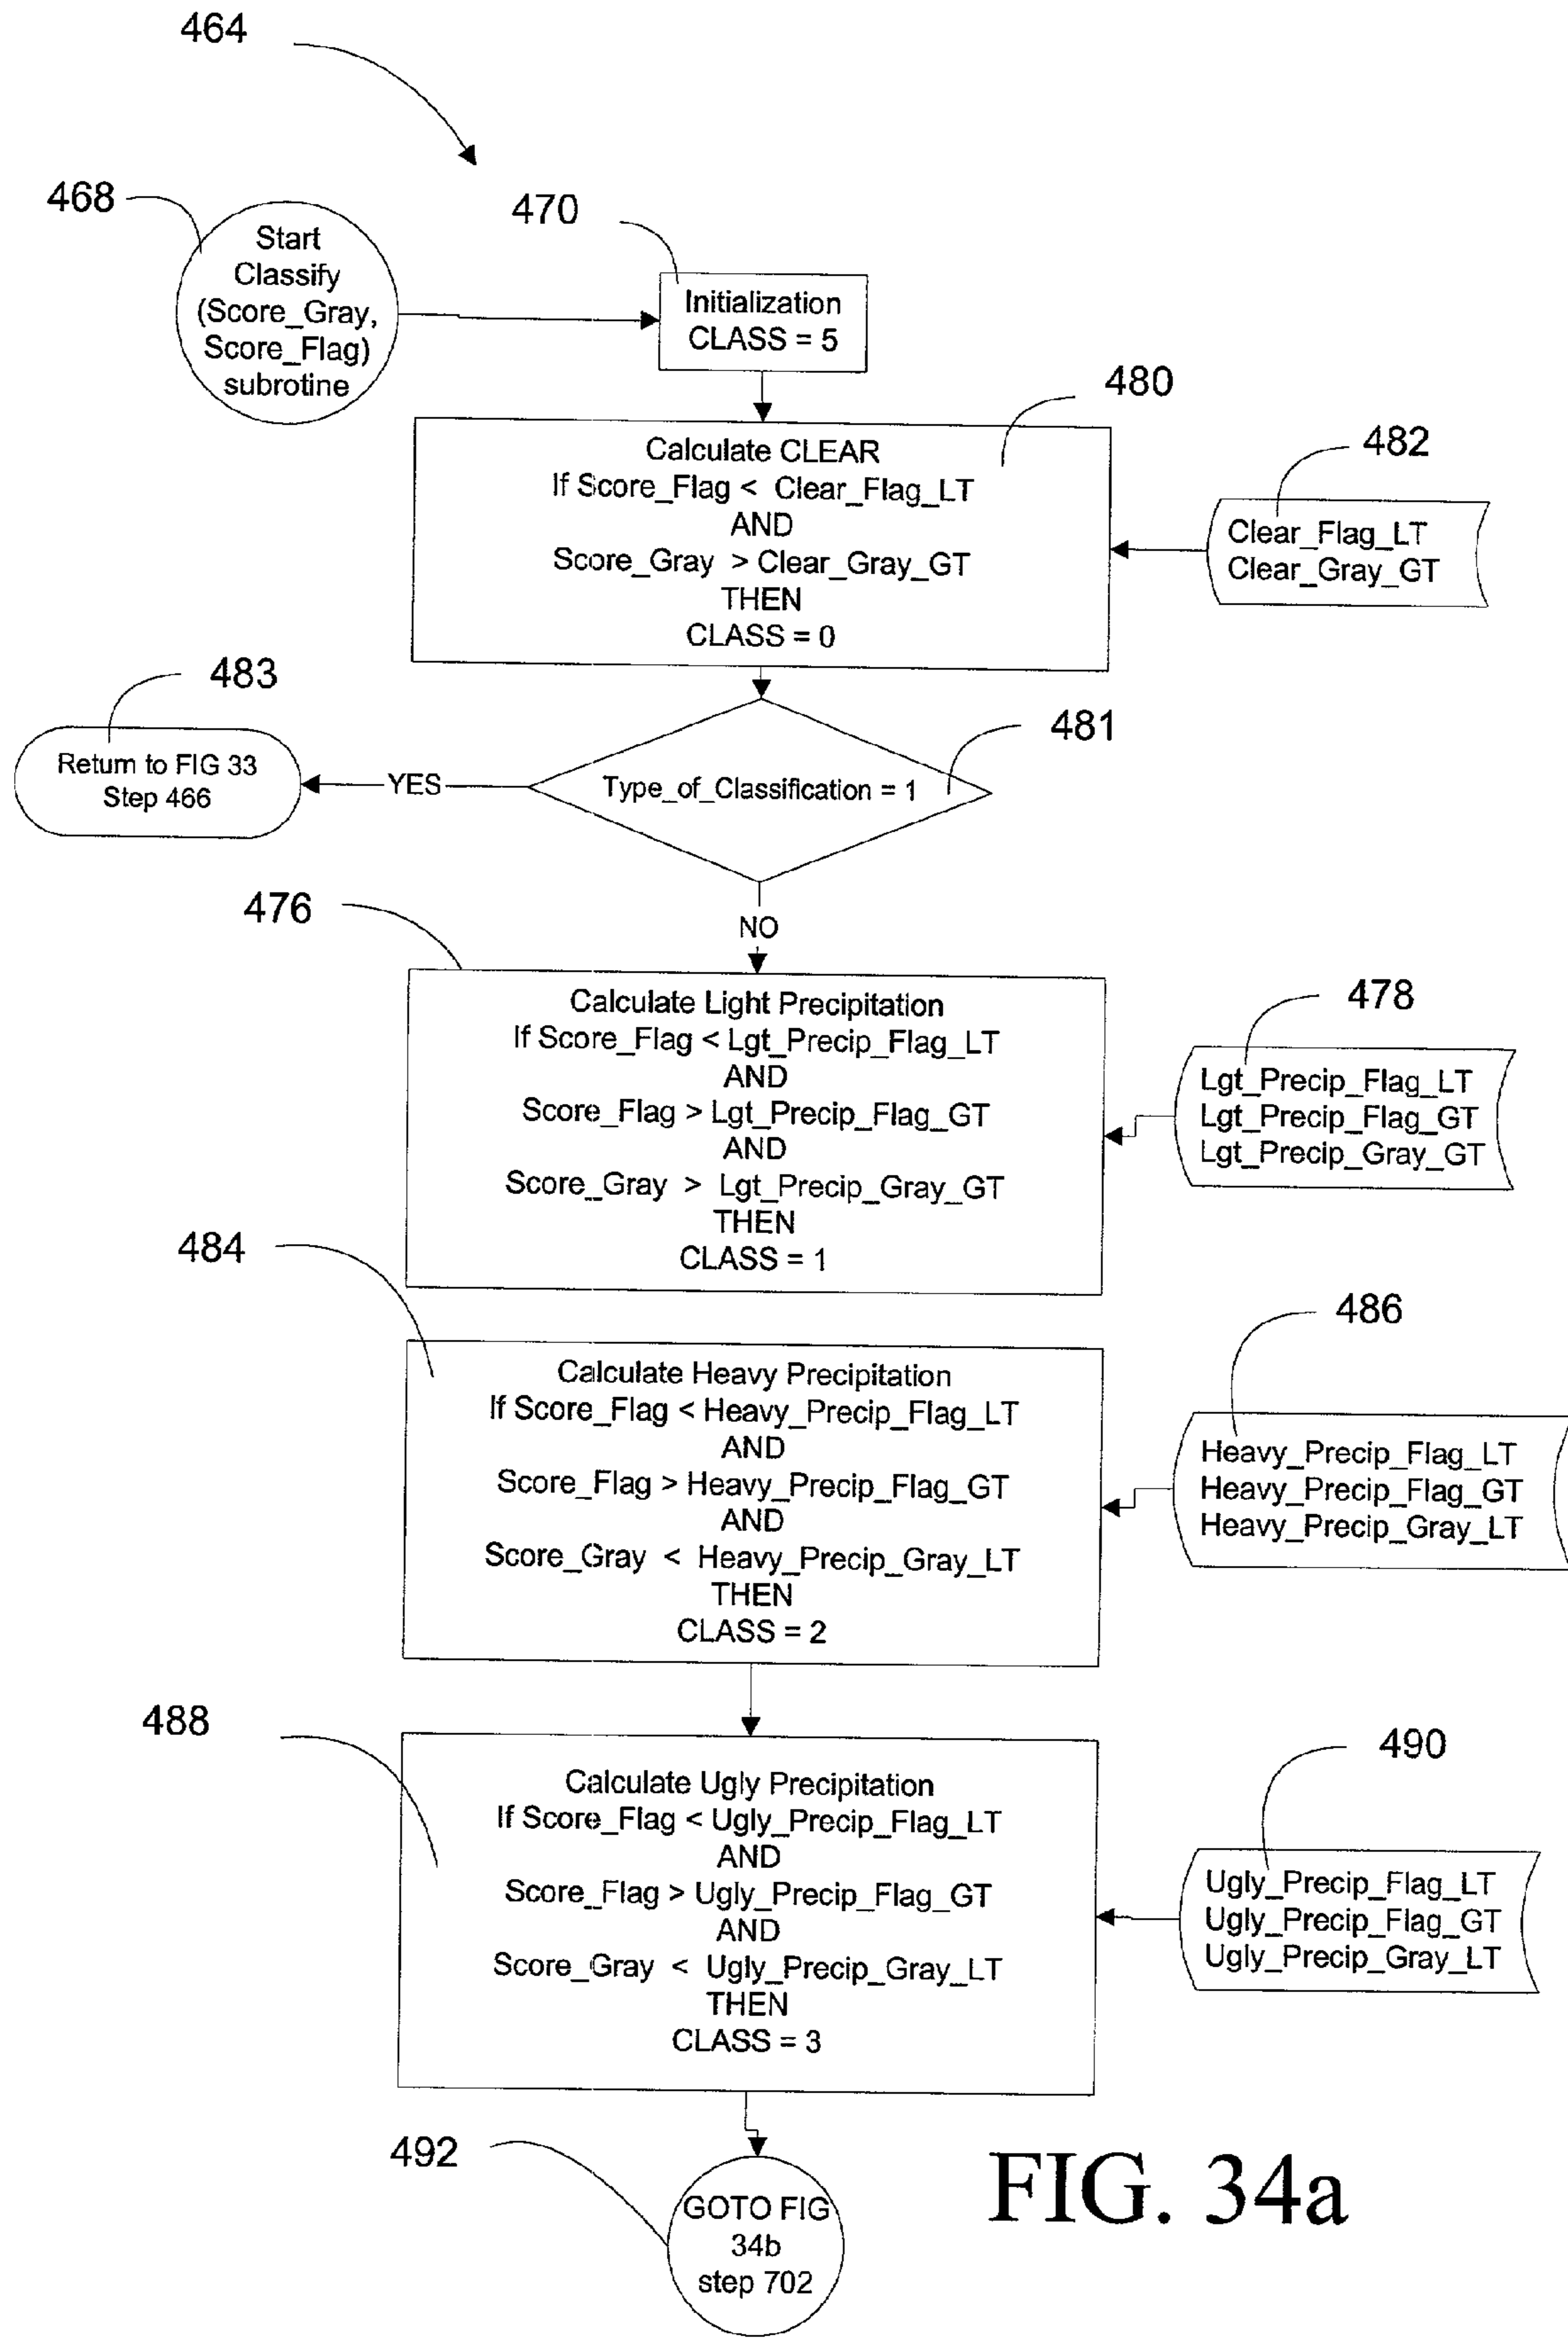 464
468
Start
Classify
(Score_Gray,
Score_Flag)
subrotine
470
Initialization
CLASS = 5
480
Calculate CLEAR
If Score_Flag < Clear_Flag_LT
AND
Score_Gray > Clear_Gray_GT
THEN
CLASS = 0
482
Clear_Flag_LT
Clear_Gray_GT
483
Return to FIG 33
Step 466
YES
481
Type_of_Classification = 1
NO
476
Calculate Light Precipitation
If Score_Flag < Lgt_Precip_Flag_LT
AND
Score_Flag > Lgt_Precip_Flag_GT
AND
Score_Gray > Lgt_Precip_Gray_GT
THEN
CLASS = 1
478
Lgt_Precip_Flag_LT
Lgt_Precip_Flag_GT
Lgt_Precip_Gray_GT
484
Calculate Heavy Precipitation
If Score_Flag < Heavy_Precip_Flag_LT
AND
Score_Flag > Heavy_Precip_Flag_GT
AND
Score_Gray < Heavy_Precip_Gray_LT
THEN
CLASS = 2
486
Heavy_Precip_Flag_LT
Heavy_Precip_Flag_GT
Heavy_Precip_Gray_LT
488
Calculate Ugly Precipitation
If Score_Flag < Ugly_Precip_Flag_LT
AND
Score_Flag > Ugly_Precip_Flag_GT
AND
Score_Gray < Ugly_Precip_Gray_LT
THEN
CLASS = 3
490
Ugly_Precip_Flag_LT
Ugly_Precip_Flag_GT
Ugly_Precip_Gray_LT
492
GOTO FIG
34b
step 702
FIG. 34a